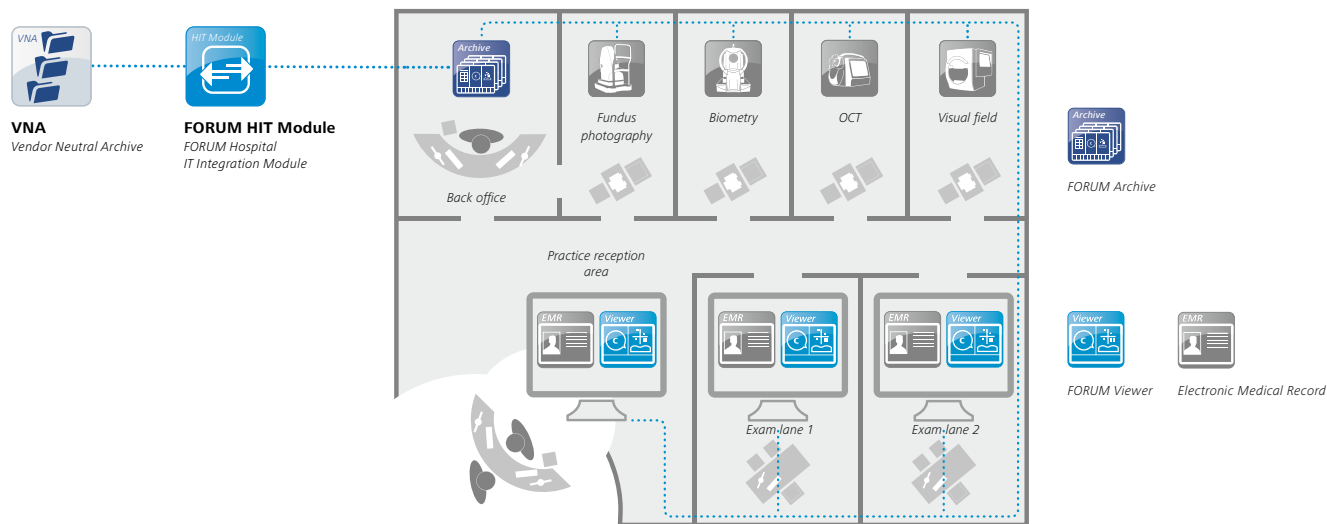 VNA
VNA
Vendor Neutral Archive
HIT Module
FORUM HIT Module
FORUM Hospital
IT Integration Module
Archive
Back office
Fundus
photography
Biometry
OCT
Visual field
Archive
FORUM Archive
Practice reception
area
EMR
Viewer
C
EMR
Viewer
C
Exam lane 1
EMR
Viewer
C
Exam lane 2
Viewer
C
FORUM Viewer
EMR
Electronic Medical Record